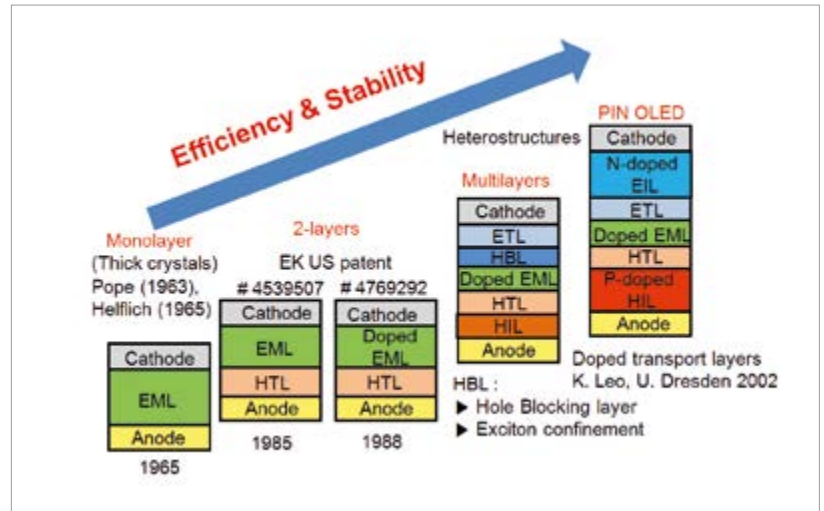 Efficiency & Stability
Monolayer
(Thick crystals)
Pope (1963),
Helflich (1965)
Cathode
EML
Anode
1965
2-layers
EK US patent
# 4539507 # 4769292
Cathode
EML
HTL
Anode
1985
Cathode
Doped
EML
HTL
Anode
1988
Heterostructures
Multilayers
Cathode
ETL
HBL
Doped EML
HTL
HIL
Anode
HBL :
▶ Hole Blocking layer
▶ Exciton confinement
PIN OLED
Cathode
N-doped
EIL
ETL
Doped EML
HTL
P-doped
HIL
Anode
Doped transport layers
K. Leo, U. Dresden 2002